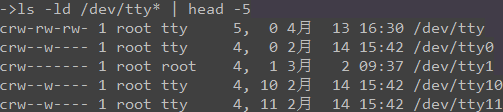 ->ls -ld /dev/tty* | head -5
crw-rw-rw- 1 root tty     5,  0 4月   13 16:30 /dev/tty
crw--w---- 1 root tty     4,  0 2月   14 15:42 /dev/tty0
crw------- 1 root root    4,  1 3月    2 09:37 /dev/tty1
crw--w---- 1 root tty     4, 10 2月   14 15:42 /dev/tty10
crw--w---- 1 root tty     4, 11 2月   14 15:42 /dev/tty11